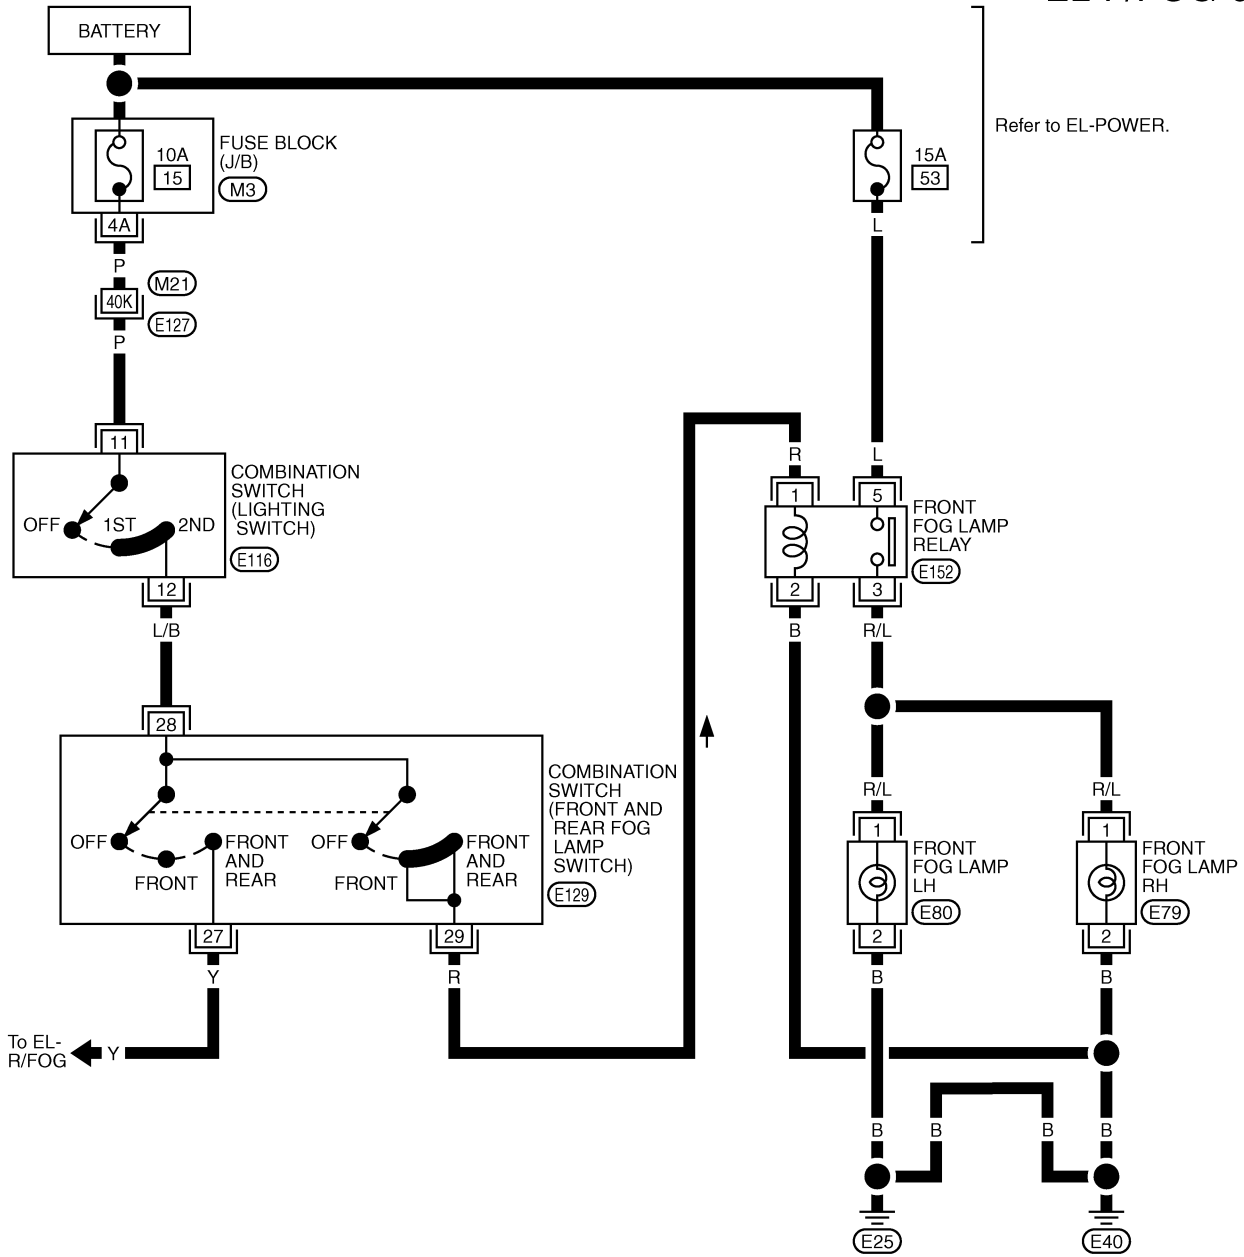 BATTERY
Refer to EL-POWER.
FUSE BLOCK
(J/B)
M3
10A
15
15A
53
4A
L
P
M21
40K
E127
P
11
R
L
COMBINATION
SWITCH
(LIGHTING
SWITCH)
E116
OFF
1ST
2ND
1
5
FRONT
FOG LAMP
RELAY
E152
12
2
3
L/B
B
R/L
28
COMBINATION
SWITCH
(FRONT AND
REAR FOG
LAMP
SWITCH)
E129
R/L
R/L
OFF
FRONT
FRONT
AND
REAR
OFF
FRONT
FRONT
AND
REAR
1
FRONT
FOG LAMP
LH
E80
1
FRONT
FOG LAMP
RH
E79
27
29
2
2
Y
R
B
B
To EL-
R/FOG
Y
B
B
B
B
E25
E40